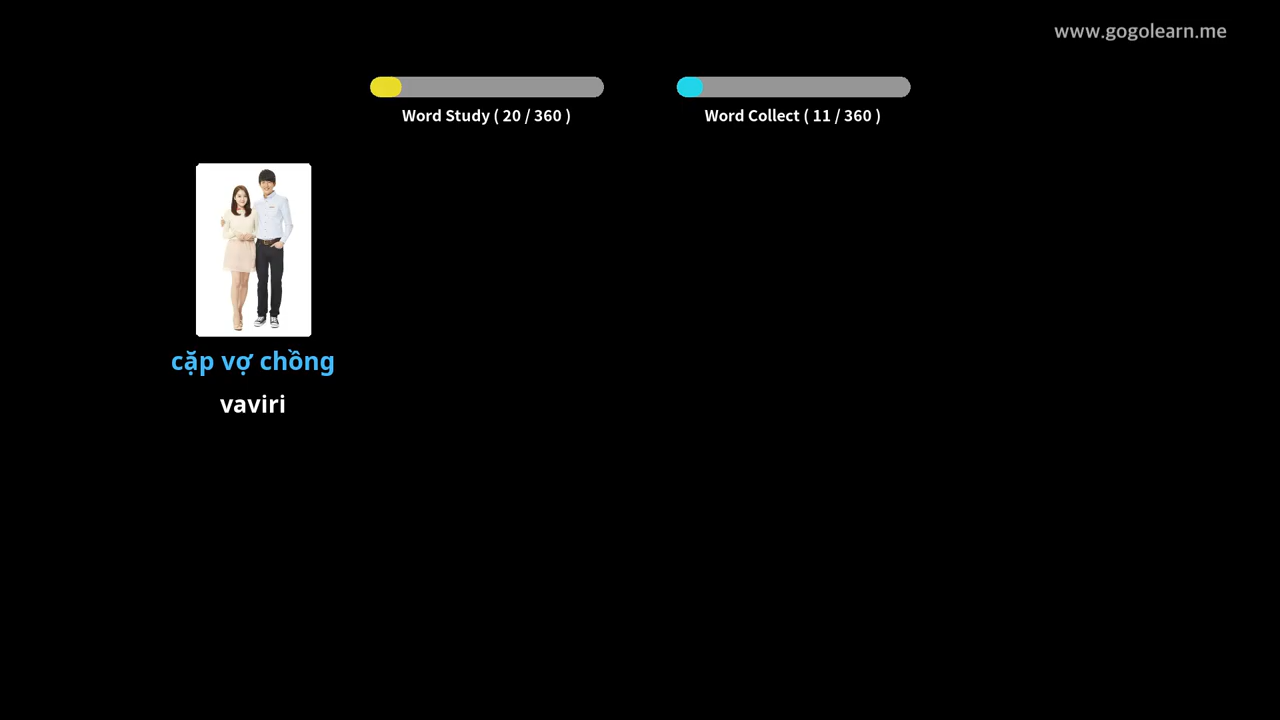 www.gogolearn.me
Word Study ( 20 / 360 )
Word Collect ( 11 / 360 )
cặp vợ chồng
vaviri